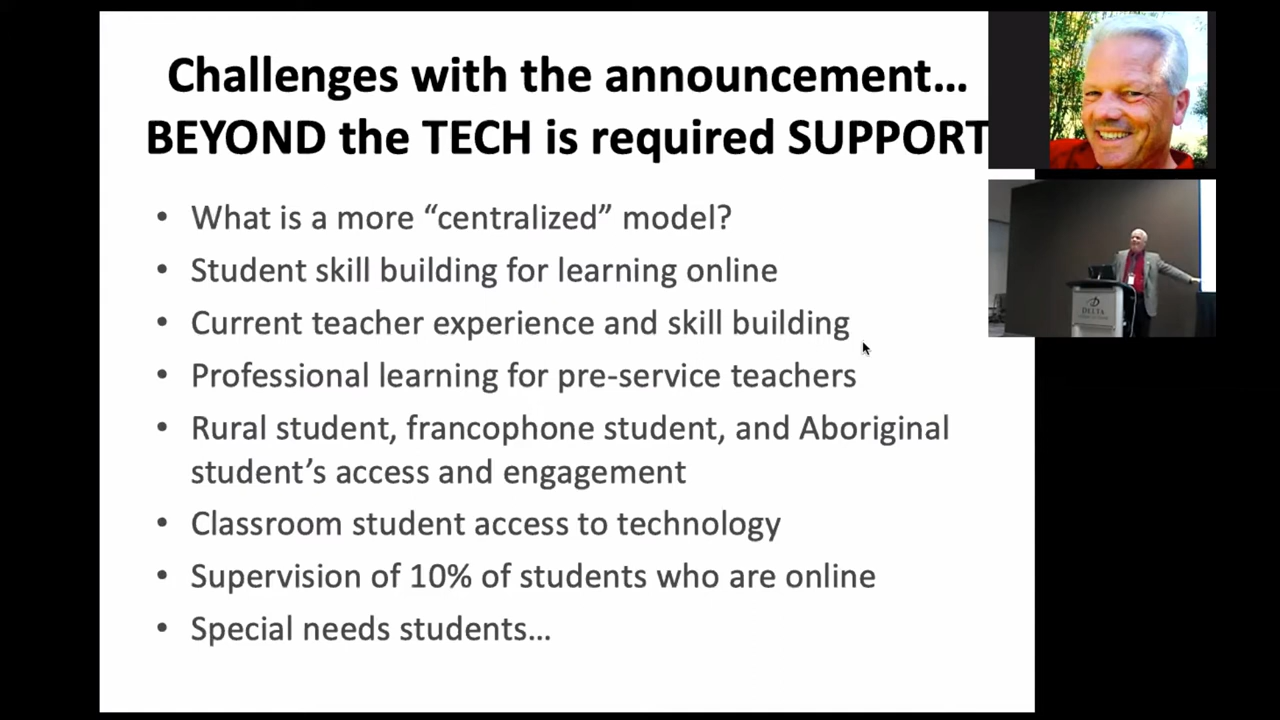 Challenges with the announcement…
BEYOND the TECH is required SUPPORT
• What is a more “centralized” model?
• Student skill building for learning online
• Current teacher experience and skill building
• Professional learning for pre-service teachers
• Rural student, francophone student, and Aboriginal
student’s access and engagement
• Classroom student access to technology
• Supervision of 10% of students who are online
• Special needs students…
DELTA